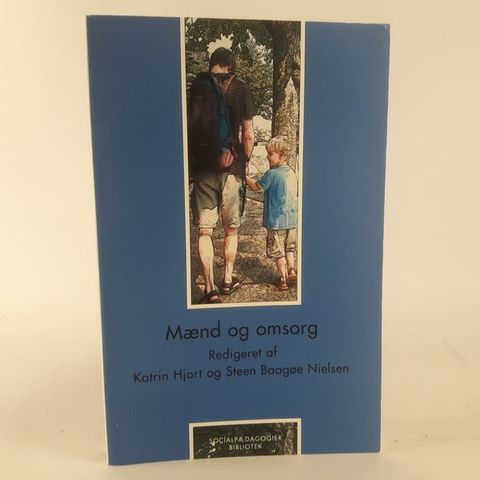 Mænd og omsorg
Redigeret af
Katrin Hjort og Steen Baagøe Nielsen
SOCIALPÆDAGOGISK
BIBLIOTEK